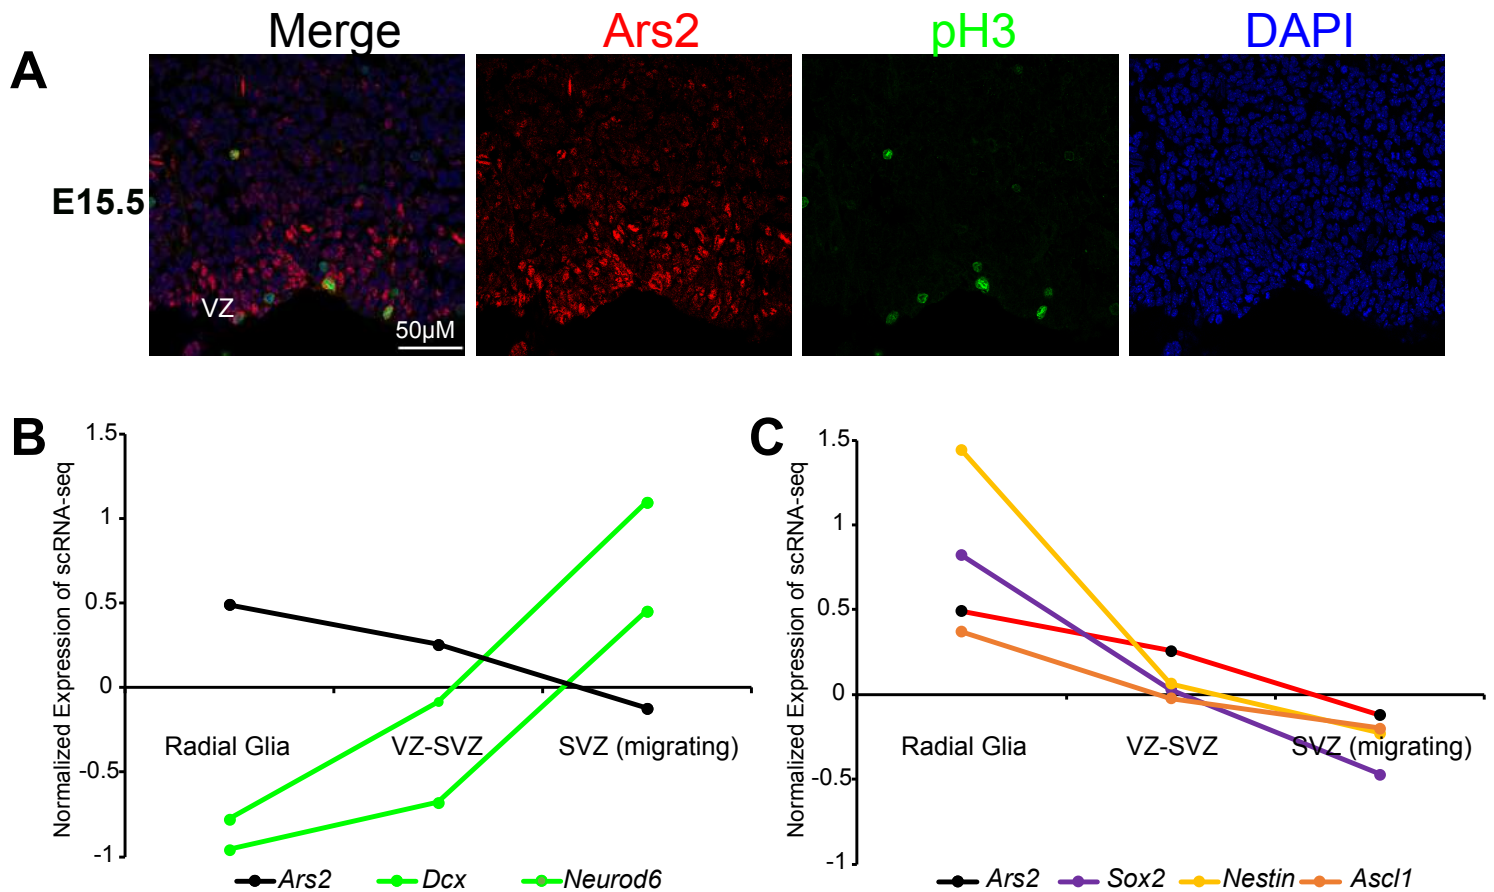 Merge Ars2 pH3 DAPI
A
E15.5
VZ
50µM
B
Normalized Expression of scRNA-seq
1.5
1
0.5
0
-0.5
-1
Radial Glia VZ-SVZ SVZ (migrating)
Ars2 Dcx Neurod6
C
Normalized Expression of scRNA-seq
1.5
1
0.5
0
-0.5
-1
Radial Glia VZ-SVZ SVZ (migrating)
Ars2 Sox2 Nestin Ascl1